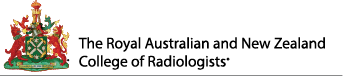 The Royal Australian and New Zealand
College of Radiologists